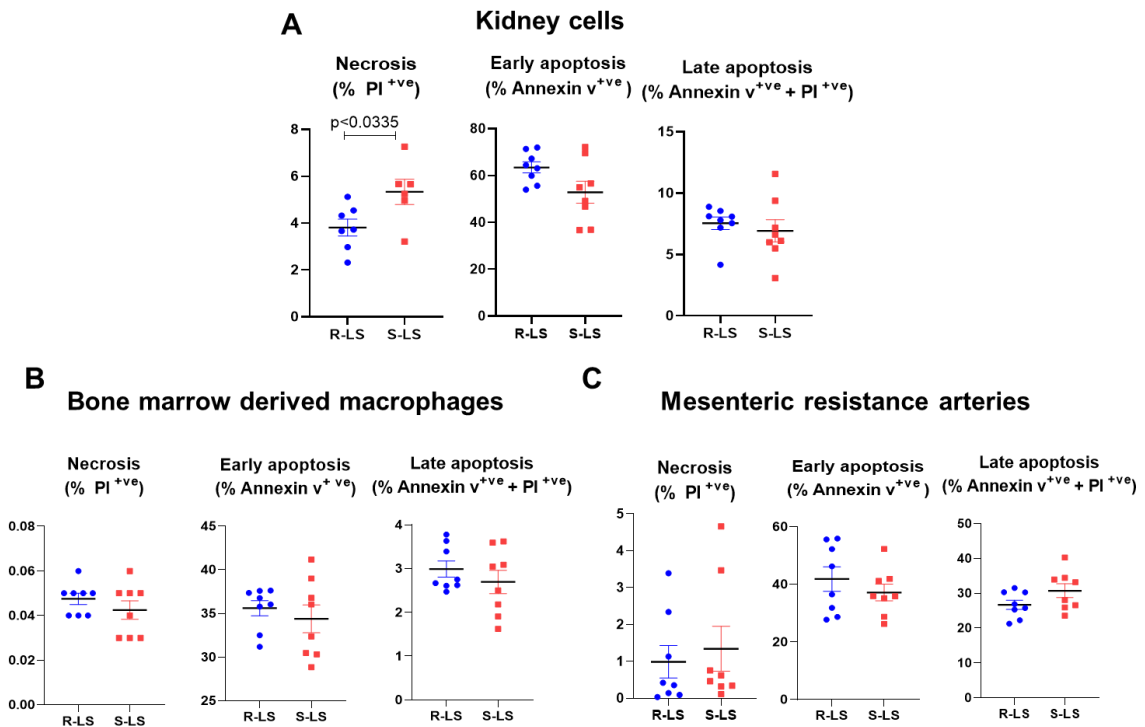 A
Kidney cells
Necrosis
(% PI +ve)
Early apoptosis
(% Annexin v+ve)
Late apoptosis
(% Annexin v+ve + PI +ve)
p<0.0335
8
6
4
2
0
R-LS
S-LS
80
60
40
20
0
R-LS
S-LS
15
10
5
0
R-LS
S-LS
B
Bone marrow derived macrophages
Necrosis
(% PI +ve)
Early apoptosis
(% Annexin v+ ve)
Late apoptosis
(% Annexin v+ve + PI +ve)
0.08
0.06
0.04
0.02
0.00
R-LS
S-LS
45
40
35
30
25
R-LS
S-LS
4
3
2
1
0
R-LS
S-LS
C
Mesenteric resistance arteries
Necrosis
(% PI +ve)
Early apoptosis
(% Annexin v+ve)
Late apoptosis
(% Annexin v+ve + PI +ve)
5
4
3
2
1
0
R-LS
S-LS
60
40
20
0
R-LS
S-LS
50
40
30
20
10
0
R-LS
S-LS